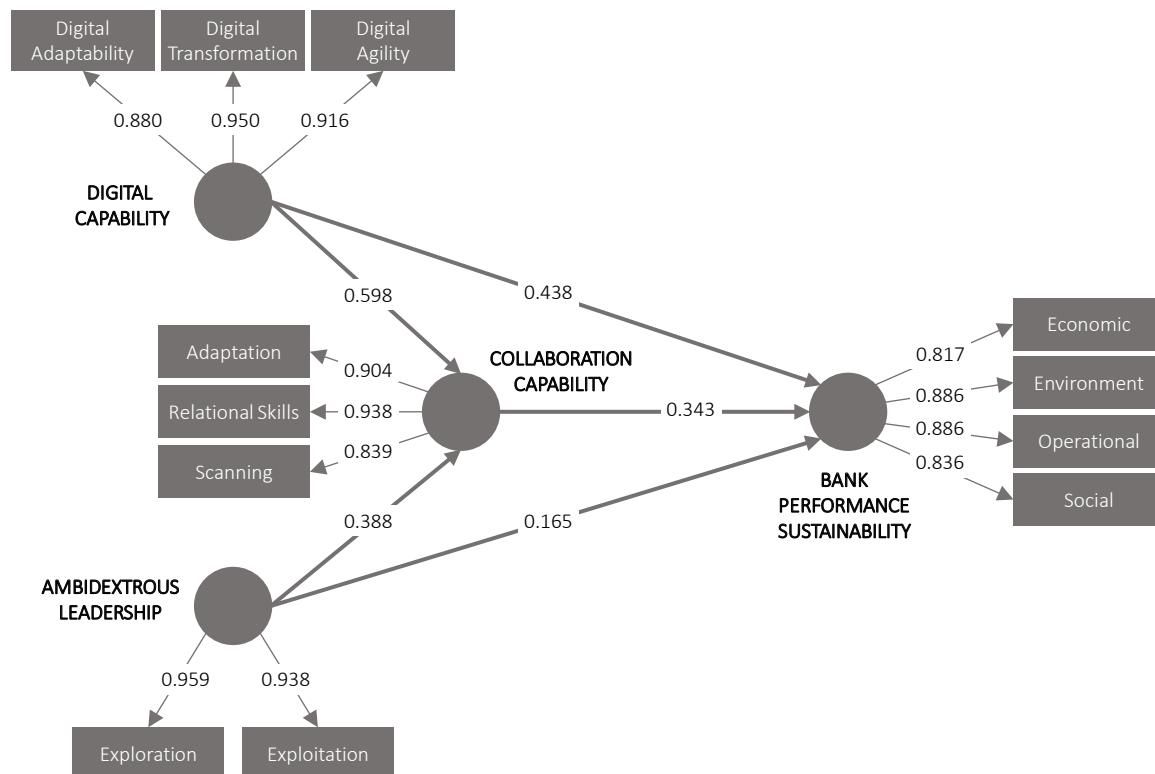 Digital
Adaptability
Digital
Transformation
Digital
Agility
0.880
0.950
0.916
DIGITAL
CAPABILITY
0.598
0.438
Adaptation
Relational Skills
Scanning
0.904
0.938
0.839
COLLABORATION
CAPABILITY
0.343
0.817
0.886
0.886
0.836
Economic
Environment
Operational
Social
BANK
PERFORMANCE
SUSTAINABILITY
0.388
0.165
AMBIDEXTROUS
LEADERSHIP
0.959
0.938
Exploration
Exploitation